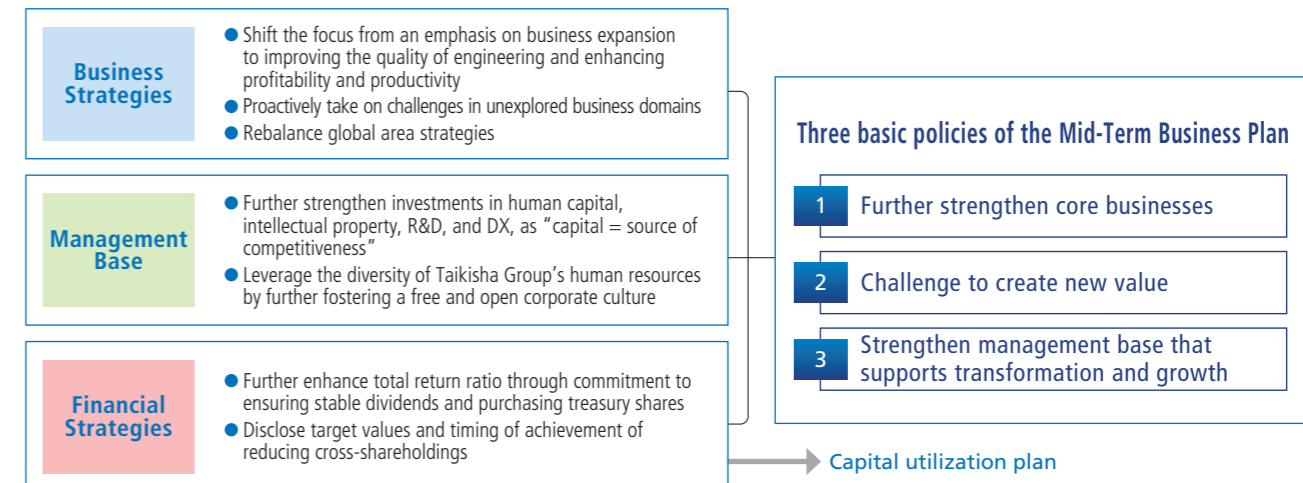 Business
Strategies
● Shift the focus from an emphasis on business expansion
to improving the quality of engineering and enhancing
profitability and productivity
● Proactively take on challenges in unexplored business domains
● Rebalance global area strategies
Management
Base
● Further strengthen investments in human capital,
intellectual property, R&D, and DX, as “capital = source of
competitiveness”
● Leverage the diversity of Taikisha Group’s human resources
by further fostering a free and open corporate culture
Financial
Strategies
● Further enhance total return ratio through commitment to
ensuring stable dividends and purchasing treasury shares
● Disclose target values and timing of achievement of
reducing cross-shareholdings
Three basic policies of the Mid-Term Business Plan
1 Further strengthen core businesses
2 Challenge to create new value
3 Strengthen management base that
supports transformation and growth
Capital utilization plan